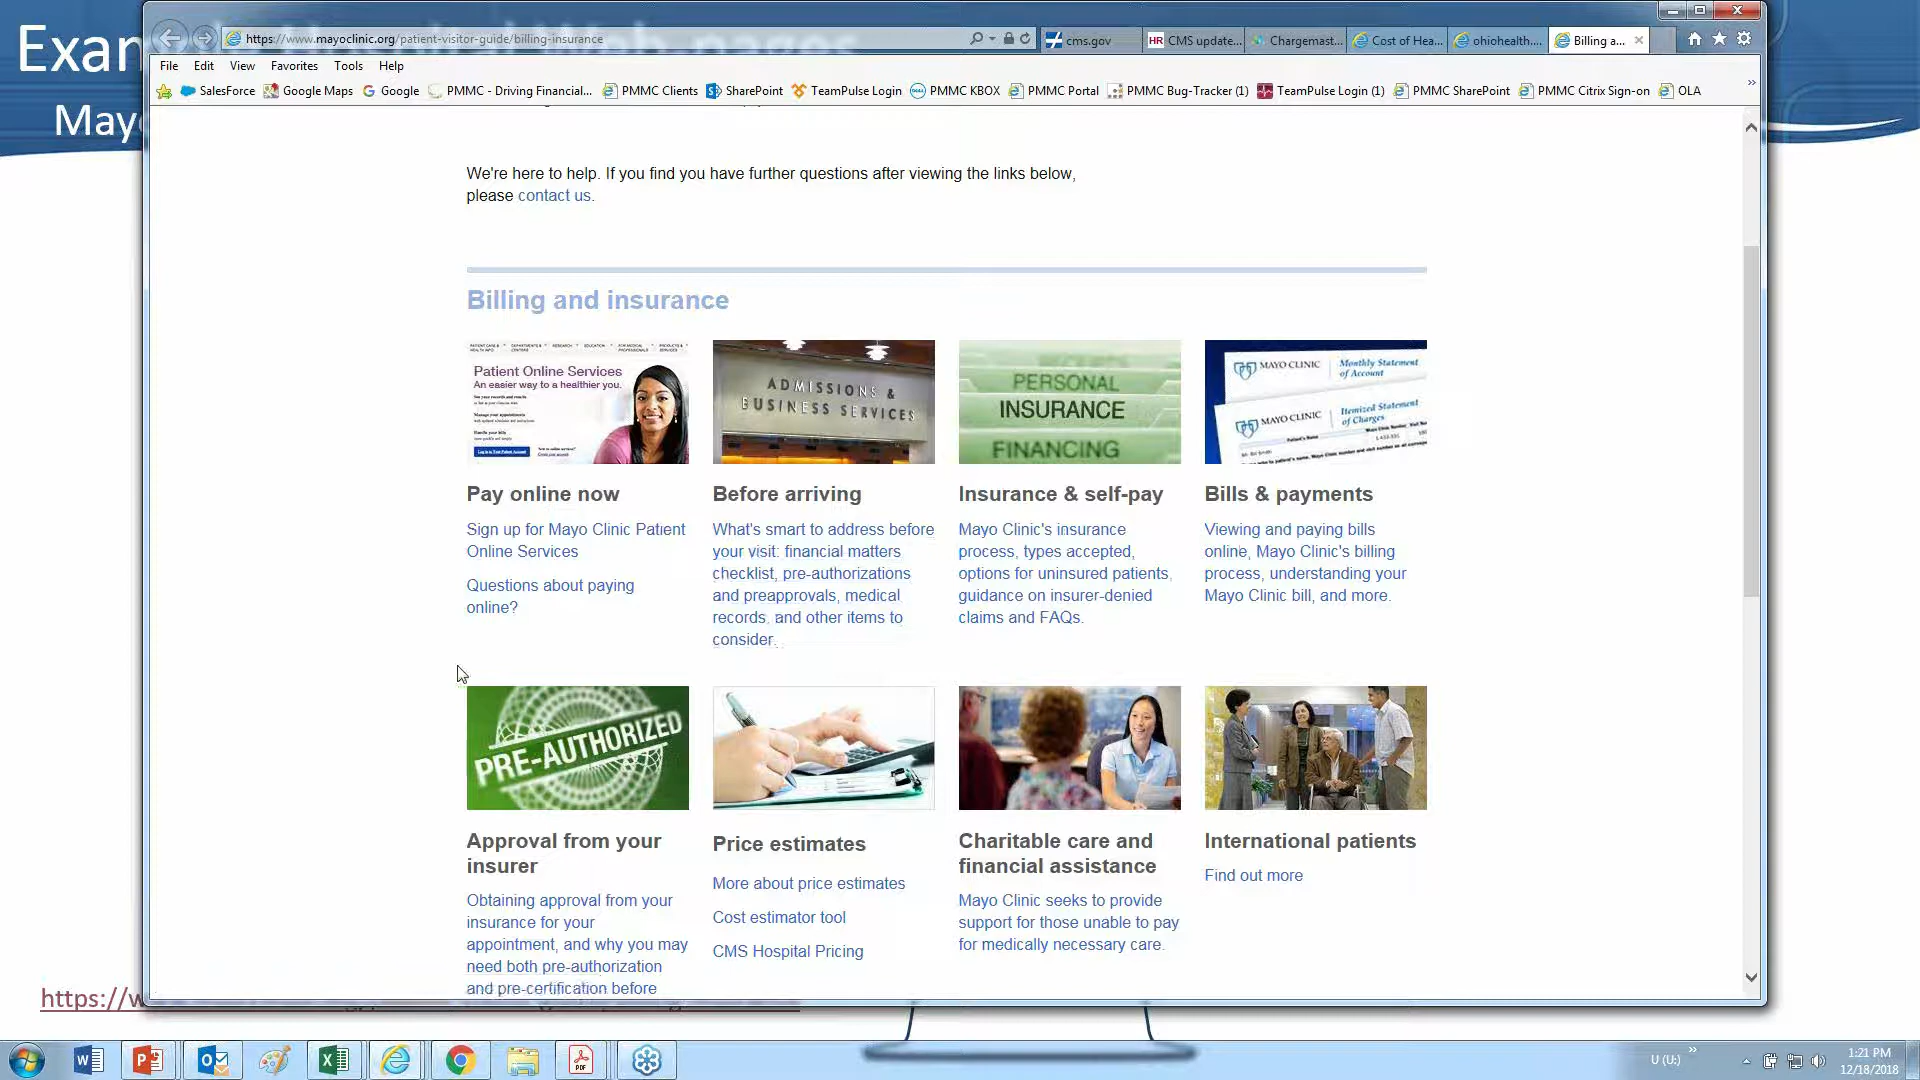 Exam
Mayo
https://www.mayoclinic.org/patient-visitor-guide/billing-insurance
cms.gov
HR CMS update...
Chargemast...
Cost of Hea...
ohiohealth....
Billing a...
File Edit View Favorites Tools Help
SalesForce
Google Maps
Google
PMMC - Driving Financial...
PMMC Clients
SharePoint
TeamPulse Login
PMMC KBOX
PMMC Portal
PMMC Bug-Tracker (1)
TeamPulse Login (1)
PMMC SharePoint
PMMC Citrix Sign-on
OLA
We're here to help. If you find you have further questions after viewing the links below,
please contact us.
Billing and insurance
Patient Online Services
An easier way to a healthier you.
ADMISSIONS &
BUSINESS SERVICES
PERSONAL
INSURANCE
FINANCING
MAYO CLINIC
Monthly Statement
of Account
MAYO CLINIC
Itemized Statement
of Charges
Pay online now
Sign up for Mayo Clinic Patient
Online Services
Questions about paying
online?
Before arriving
What's smart to address before
your visit: financial matters
checklist, pre-authorizations
and preapprovals, medical
records, and other items to
consider.
Insurance & self-pay
Mayo Clinic's insurance
process, types accepted,
options for uninsured patients,
guidance on insurer-denied
claims and FAQs.
Bills & payments
Viewing and paying bills
online, Mayo Clinic's billing
process, understanding your
Mayo Clinic bill, and more.
PRE-AUTHORIZED
Approval from your
insurer
Obtaining approval from your
insurance for your
appointment, and why you may
need both pre-authorization
and pre-certification before
Price estimates
More about price estimates
Cost estimator tool
CMS Hospital Pricing
Charitable care and
financial assistance
Mayo Clinic seeks to provide
support for those unable to pay
for medically necessary care.
International patients
Find out more
https://w
U (U:)
1:21 PM
12/18/2018